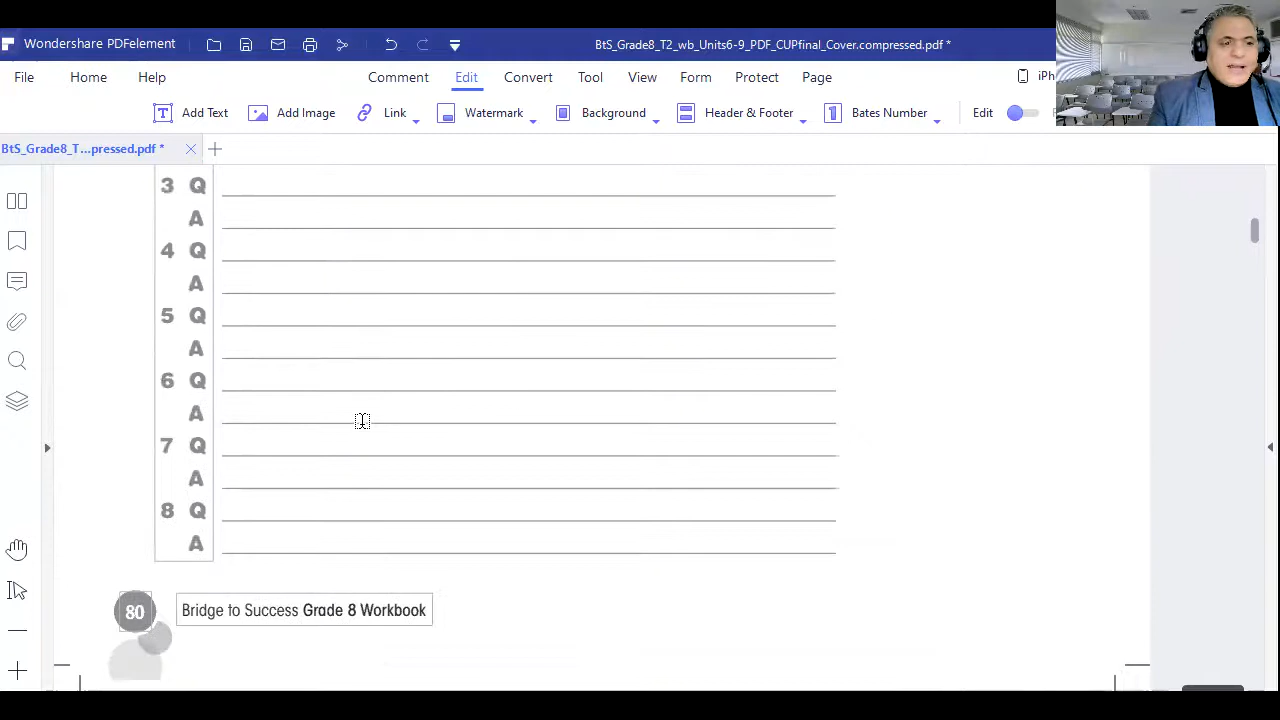 Wondershare PDFelement
BtS_Grade8_T2_wb_Units6-9_PDF_CUPfinal_Cover.compressed.pdf *
File Home Help Comment Edit Convert Tool View Form Protect Page
Add Text Add Image Link Watermark Background Header & Footer Bates Number Edit
BtS_Grade8_T...pressed.pdf *
3 Q
A
4 Q
A
5 Q
A
6 Q
A
7 Q
A
8 Q
A
80 Bridge to Success Grade 8 Workbook